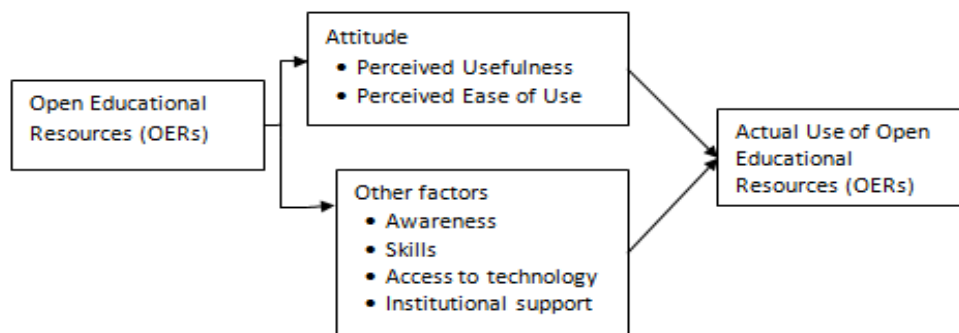 Open Educational
Resources (OERs)
Attitude
• Perceived Usefulness
• Perceived Ease of Use
Other factors
• Awareness
• Skills
• Access to technology
• Institutional support
Actual Use of Open
Educational
Resources (OERs)